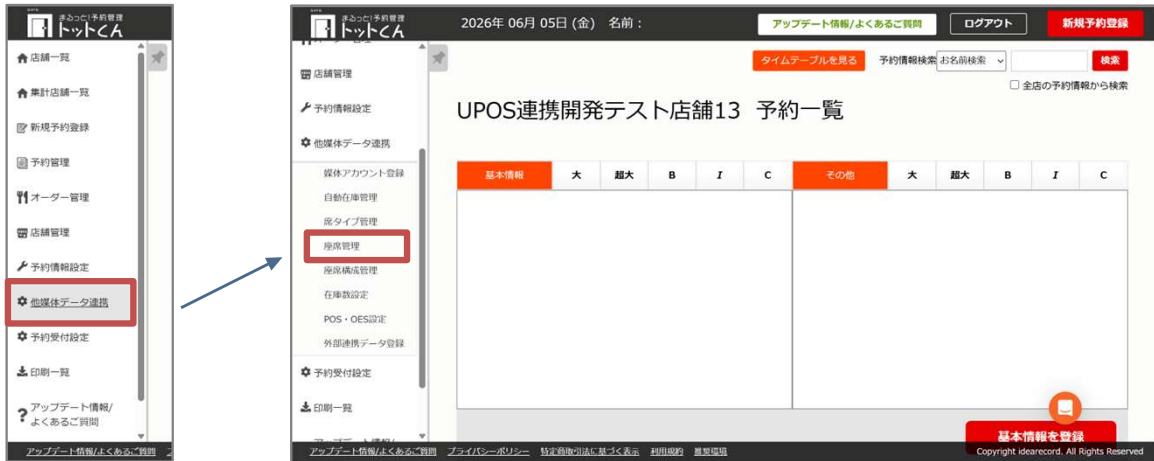 まるっと!予約管理
トットくん
店舗一覧
集計店舗一覧
新規予約登録
予約管理
オーダー管理
店舗管理
予約情報設定
他媒体データ連携
予約受付設定
印刷一覧
アップデート情報/
よくあるご質問
アップデート情報/よくあるご質問
まるっと!予約管理
トットくん
2026年 06月 05日 (金) 名前：
アップデート情報/よくあるご質問
ログアウト
新規予約登録
タイムテーブルを見る
予約情報検索
お名前検索
検索
全店の予約情報から検索
UPOS連携開発テスト店舗13 予約一覧
店舗管理
予約情報設定
他媒体データ連携
媒体アカウント登録
自動在庫管理
席タイプ管理
座席管理
座席構成管理
在庫数設定
POS・OES設定
外部連携データ登録
予約受付設定
印刷一覧
基本情報 大 超大 B I C その他 大 超大 B I C
基本情報を登録
アップデート情報/よくあるご質問 プライバシーポリシー 特定商取引法に基づく表示 利用規約 推奨環境
Copyright idearecord. All Rights Reserved